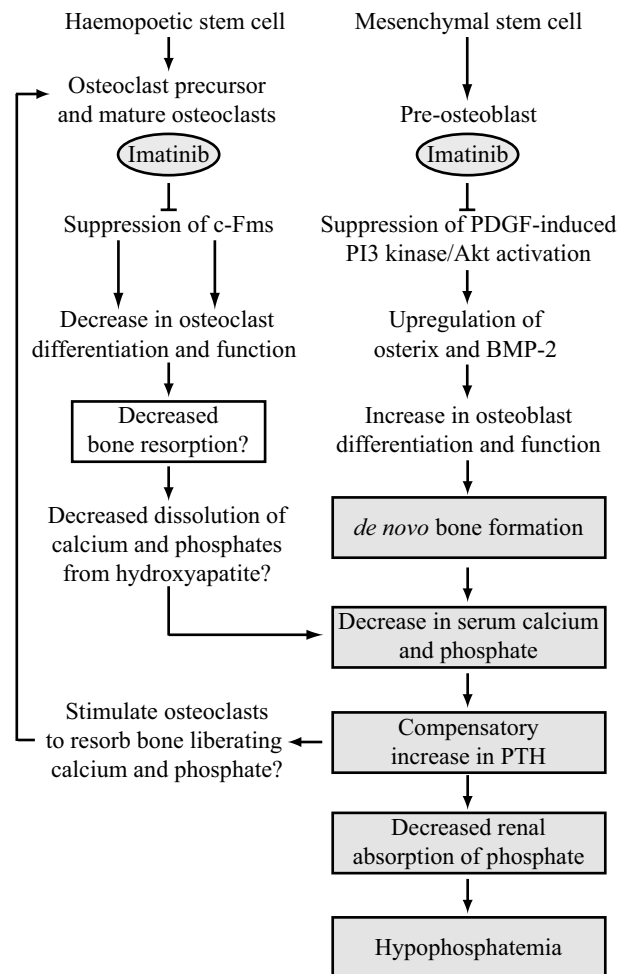 Haemopoetic stem cell
Osteoclast precursor
and mature osteoclasts
Imatinib
Suppression of c-Fms
Decrease in osteoclast
differentiation and function
Decreased
bone resorption?
Decreased dissolution of
calcium and phosphates
from hydroxyapatite?
Stimulate osteoclasts
to resorb bone liberating
calcium and phosphate?
Mesenchymal stem cell
Pre-osteoblast
Imatinib
Suppression of PDGF-induced
PI3 kinase/Akt activation
Upregulation of
osterix and BMP-2
Increase in osteoblast
differentiation and function
de novo bone formation
Decrease in serum calcium
and phosphate
Compensatory
increase in PTH
Decreased renal
absorption of phosphate
Hypophosphatemia